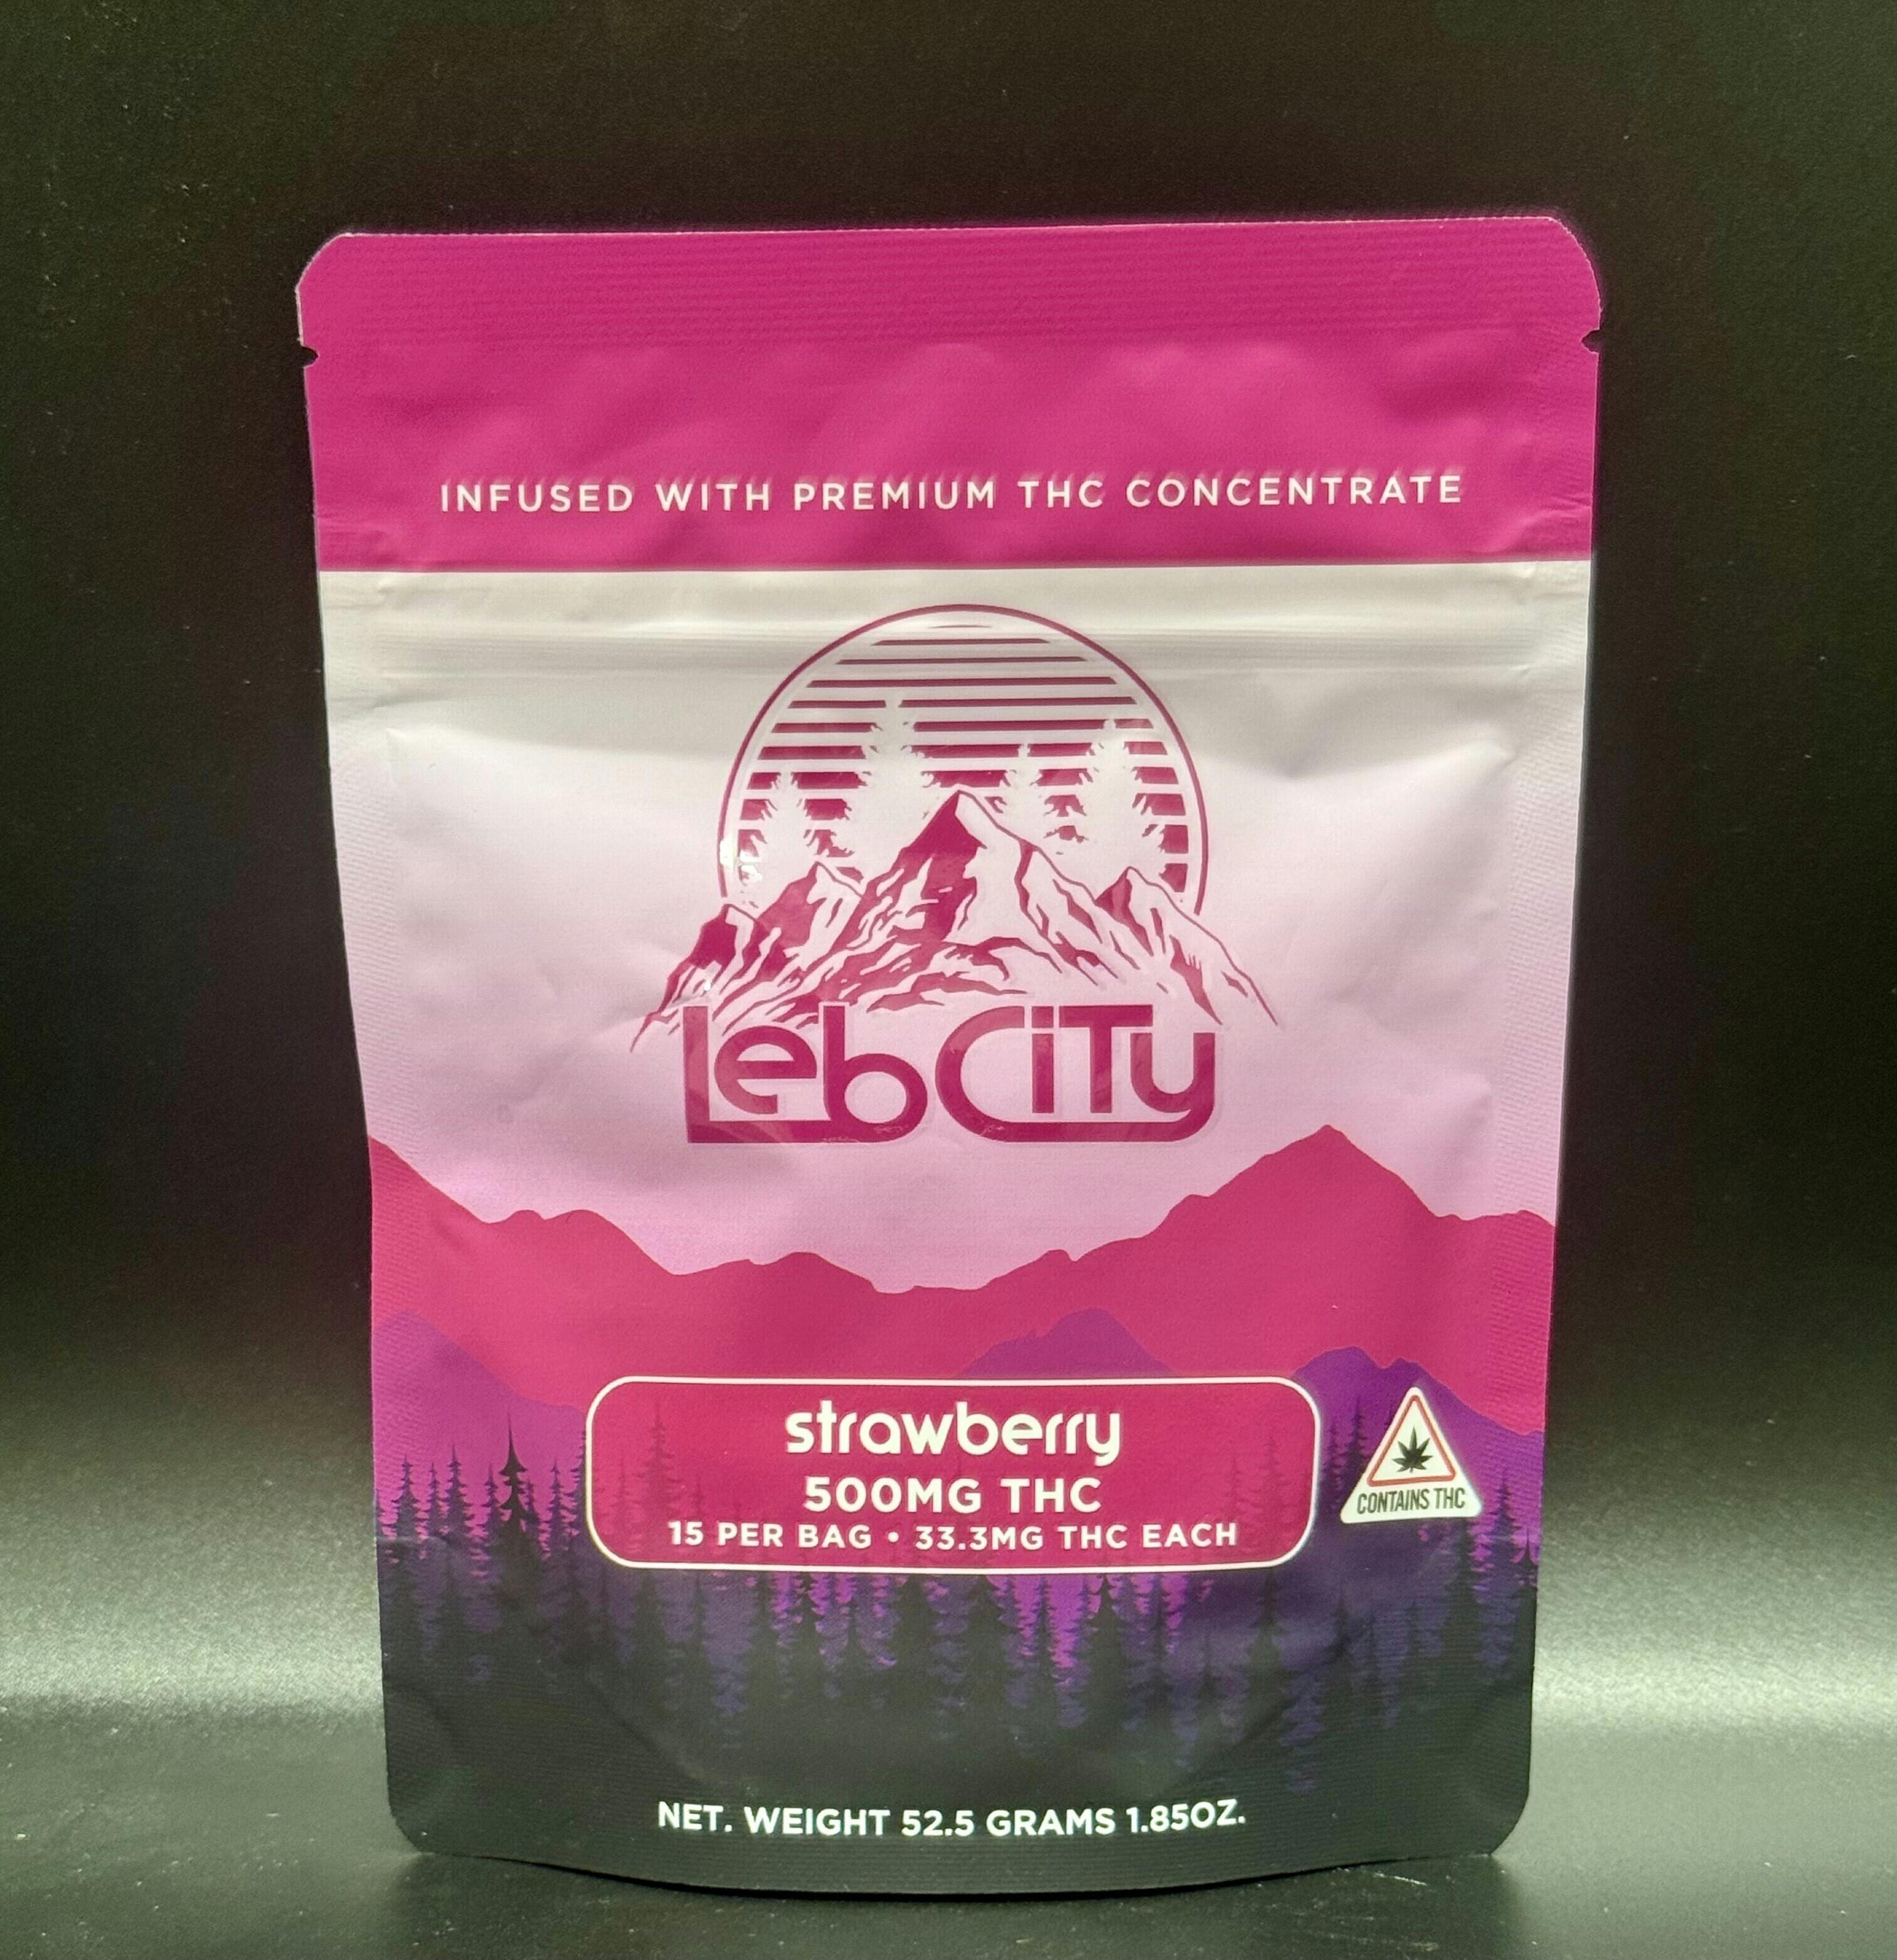 INFUSED WITH PREMIUM THC CONCENTRATE
LebCiTy
strawberry
500MG THC
15 PER BAG • 33.3MG THC EACH
CONTAINS THC
NET. WEIGHT 52.5 GRAMS 1.85OZ.